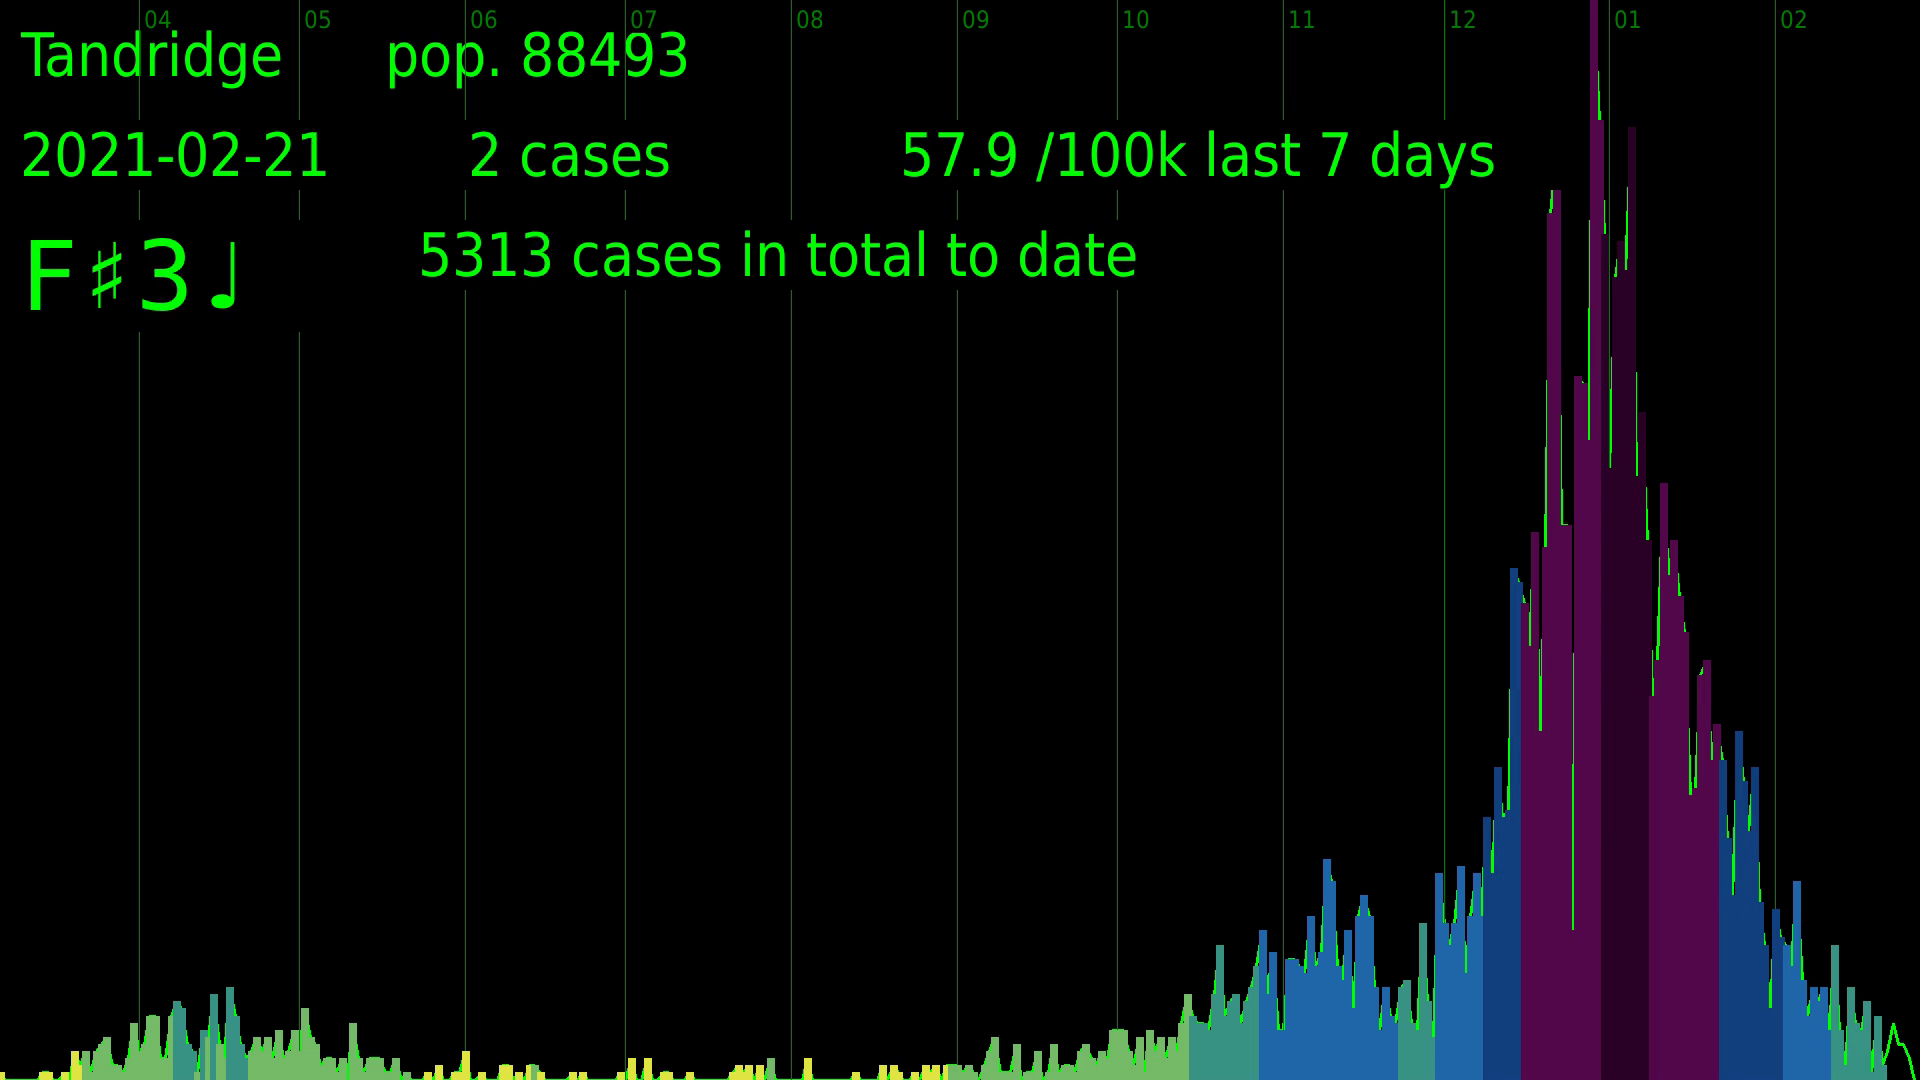 04 05 06 07 08 09 10 11 12 01 02
Tandridge pop. 88493
2021-02-21 2 cases 57.9 /100k last 7 days
F♯3♩ 5313 cases in total to date